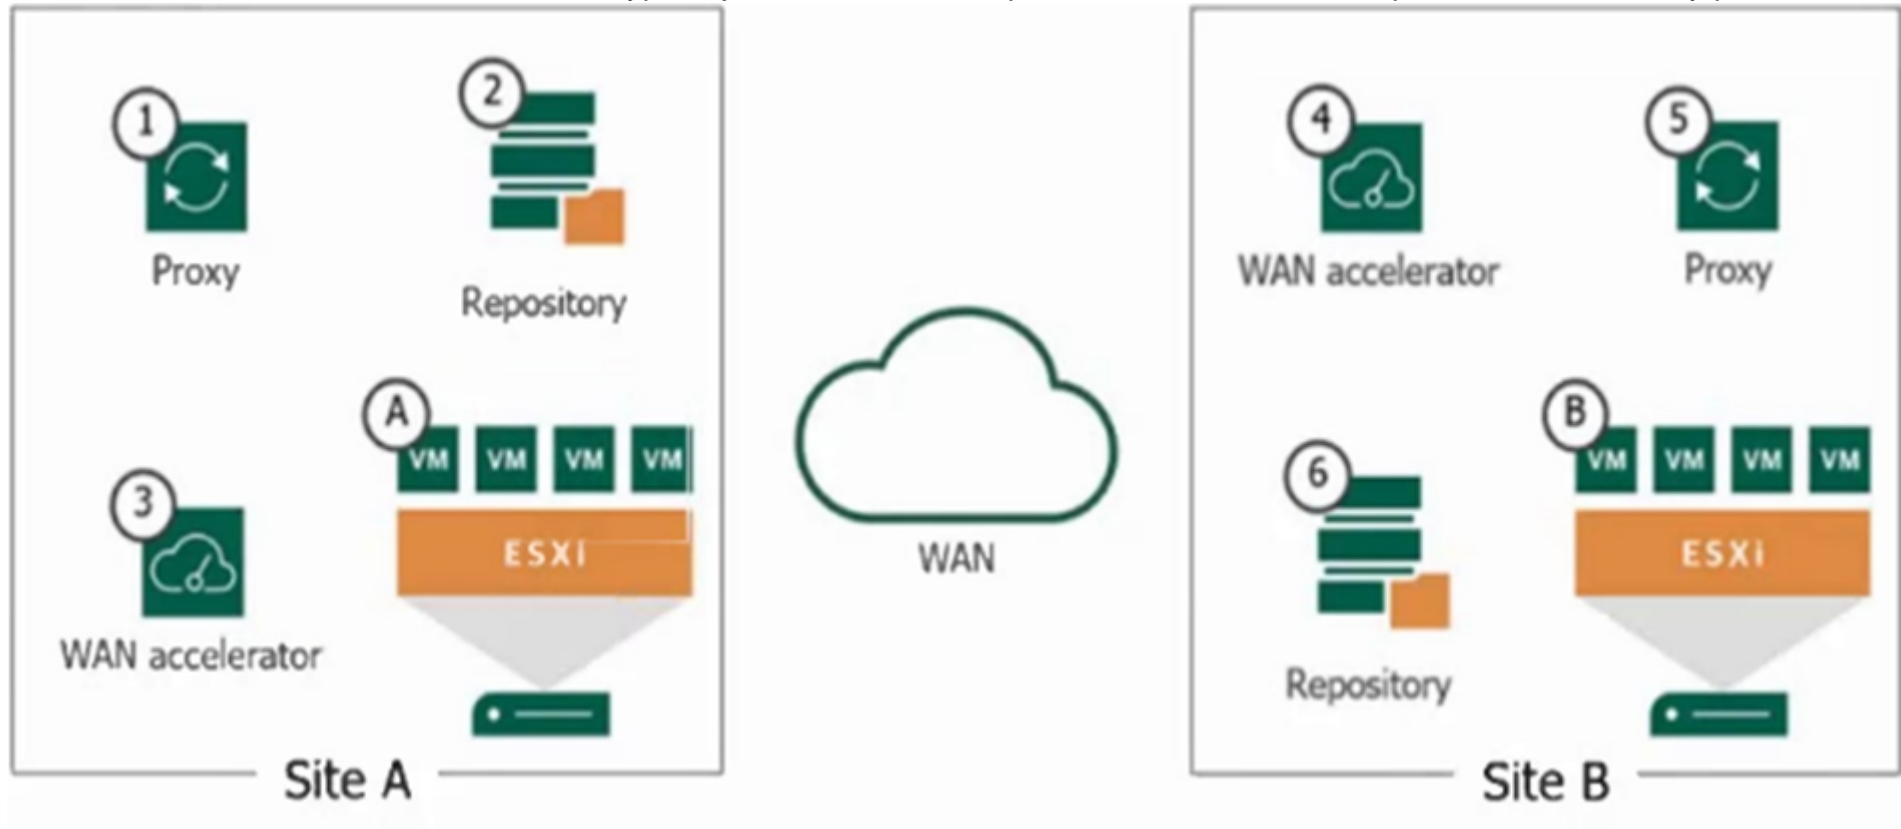 1
Proxy
2
Repository
A
VM VM VM VM
ESXi
3
WAN accelerator
Site A
WAN
4
WAN accelerator
5
Proxy
6
Repository
B
VM VM VM VM
ESXi
Site B